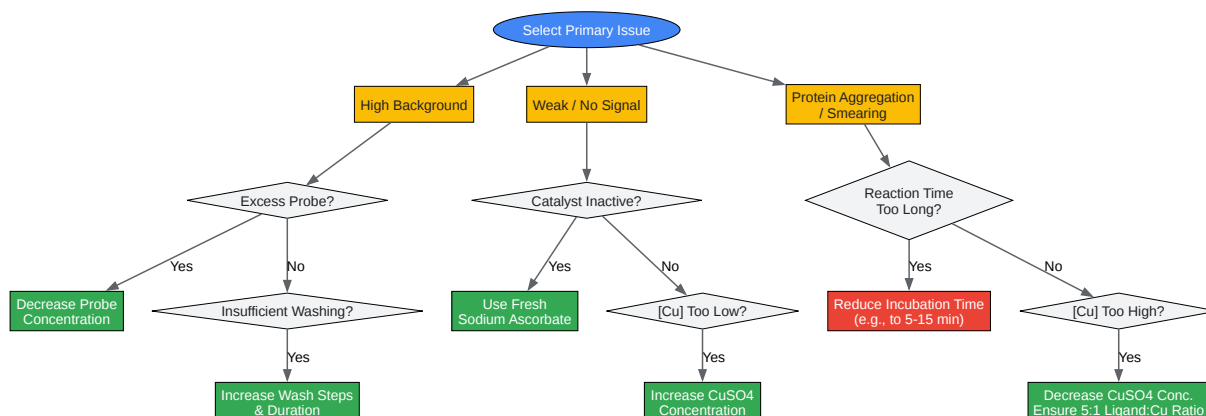 Select Primary Issue
High Background
Weak / No Signal
Protein Aggregation
/ Smearing
Excess Probe?
Catalyst Inactive?
Reaction Time
Too Long?
Yes
No
Yes
No
Yes
No
Decrease Probe
Concentration
Insufficient Washing?
Use Fresh
Sodium Ascorbate
[Cu] Too Low?
Reduce Incubation Time
(e.g., to 5-15 min)
[Cu] Too High?
Yes
Yes
Yes
Increase Wash Steps
& Duration
Increase CuSO4
Concentration
Decrease CuSO4 Conc.
Ensure 5:1 Ligand:Cu Ratio